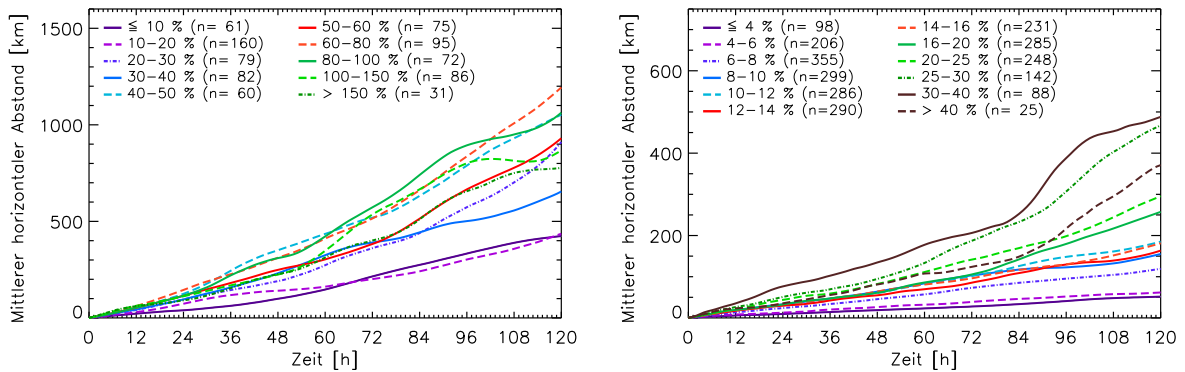 Mittlerer horizontaler Abstand [km]
1500
1000
500
0
≦ 10 % (n= 61)
10−20 % (n=160)
20−30 % (n= 79)
30−40 % (n= 82)
40−50 % (n= 60)
50−60 % (n= 75)
60−80 % (n= 95)
80−100 % (n= 72)
100−150 % (n= 86)
> 150 % (n= 31)
0 12 24 36 48 60 72 84 96 108 120
Zeit [h]
Mittlerer horizontaler Abstand [km]
600
400
200
0
≦ 4 % (n= 98)
4−6 % (n=206)
6−8 % (n=355)
8−10 % (n=299)
10−12 % (n=286)
12−14 % (n=290)
14−16 % (n=231)
16−20 % (n=285)
20−25 % (n=248)
25−30 % (n=142)
30−40 % (n= 88)
> 40 % (n= 25)
0 12 24 36 48 60 72 84 96 108 120
Zeit [h]